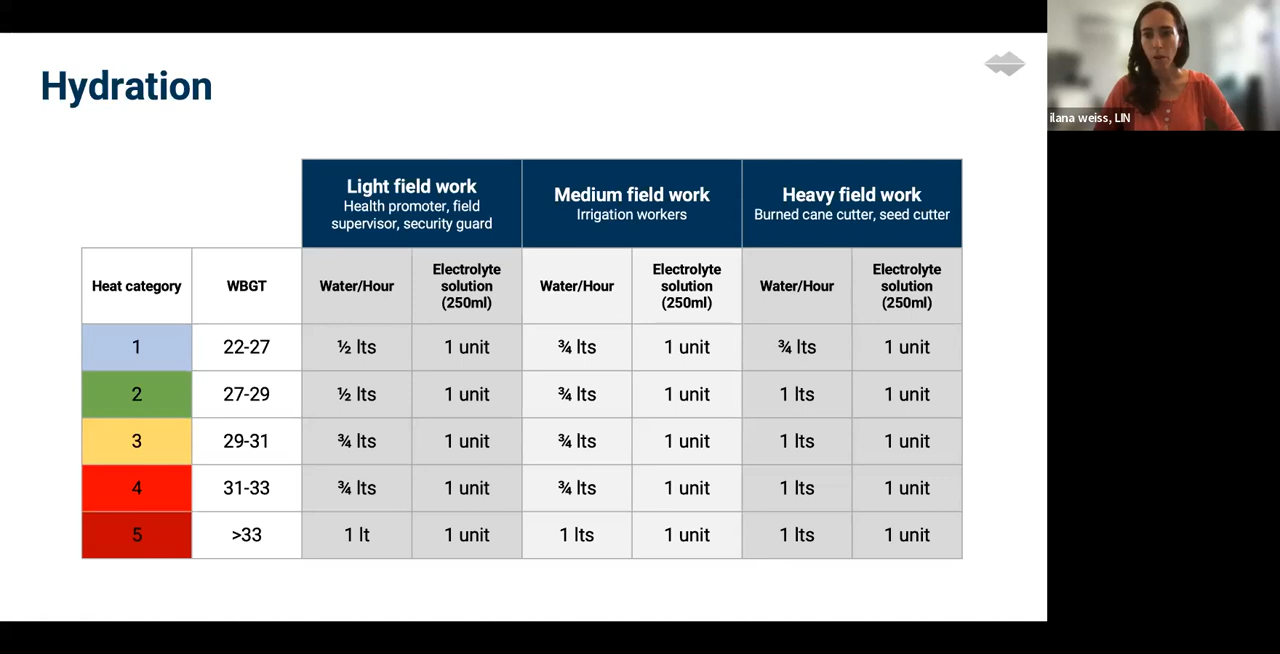 Hydration
ilana weiss, LIN
Light field work
Health promoter, field
supervisor, security guard
Medium field work
Irrigation workers
Heavy field work
Burned cane cutter, seed cutter
Heat category
WBGT
Water/Hour
Electrolyte
solution
(250ml)
Water/Hour
Electrolyte
solution
(250ml)
Water/Hour
Electrolyte
solution
(250ml)
1 22-27 ½ lts 1 unit ¾ lts 1 unit ¾ lts 1 unit
2 27-29 ½ lts 1 unit ¾ lts 1 unit 1 lts 1 unit
3 29-31 ¾ lts 1 unit ¾ lts 1 unit 1 lts 1 unit
4 31-33 ¾ lts 1 unit ¾ lts 1 unit 1 lts 1 unit
5 >33 1 lt 1 unit 1 lts 1 unit 1 lts 1 unit